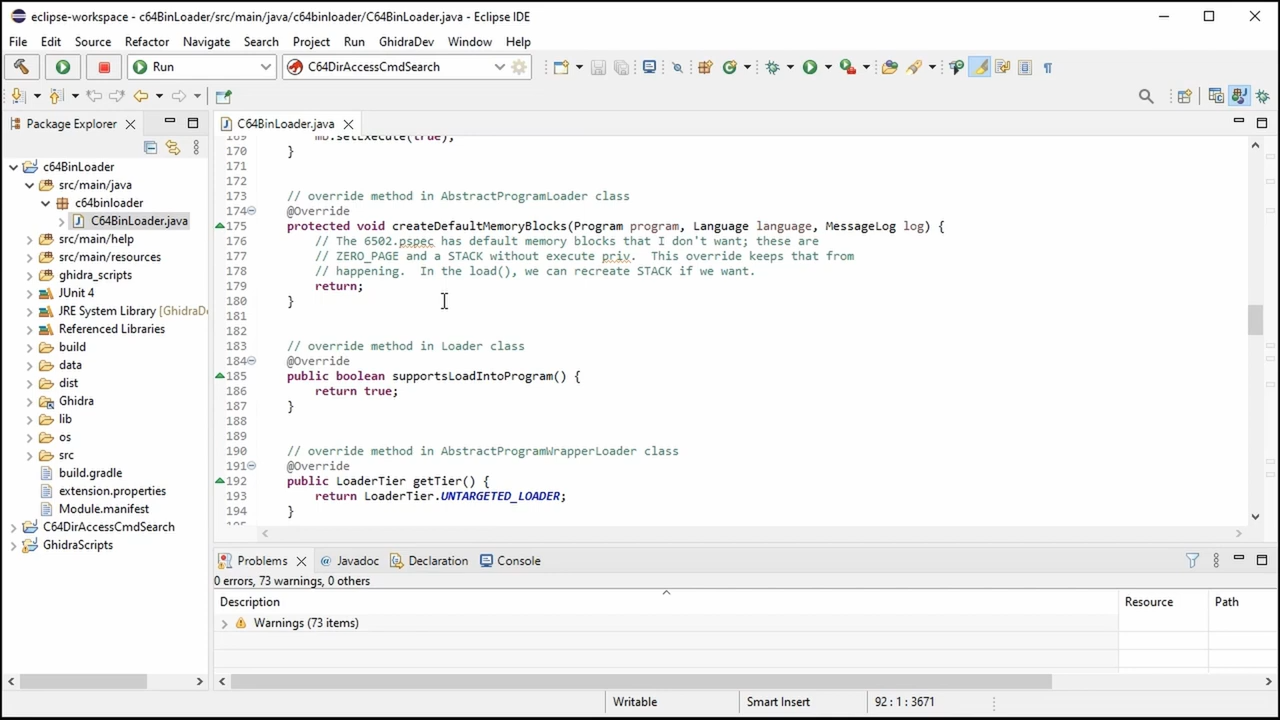 eclipse-workspace - c64BinLoader/src/main/java/c64binloader/C64BinLoader.java - Eclipse IDE
File Edit Source Refactor Navigate Search Project Run GhidraDev Window Help
Run C64DirAccessCmdSearch
Package Explorer
c64BinLoader
src/main/java
c64binloader
C64BinLoader.java
src/main/help
src/main/resources
ghidra_scripts
JUnit 4
JRE System Library [GhidraDe
Referenced Libraries
build
data
dist
Ghidra
lib
os
src
build.gradle
extension.properties
Module.manifest
C64DirAccessCmdSearch
GhidraScripts
C64BinLoader.java
169 mb.setExecute(true);
170 }
171
172
173 // override method in AbstractProgramLoader class
174 @Override
175 protected void createDefaultMemoryBlocks(Program program, Language language, MessageLog log) {
176 // The 6502.pspec has default memory blocks that I don't want; these are
177 // ZERO_PAGE and a STACK without execute priv.  This override keeps that from
178 // happening.  In the load(), we can recreate STACK if we want.
179 return;
180 }
181
182
183 // override method in Loader class
184 @Override
185 public boolean supportsLoadIntoProgram() {
186 return true;
187 }
188
189
190 // override method in AbstractProgramWrapperLoader class
191 @Override
192 public LoaderTier getTier() {
193 return LoaderTier.UNTARGETED_LOADER;
194 }
Problems @ Javadoc Declaration Console
0 errors, 73 warnings, 0 others
Description Resource Path
Warnings (73 items)
Writable Smart Insert 92 : 1 : 3671